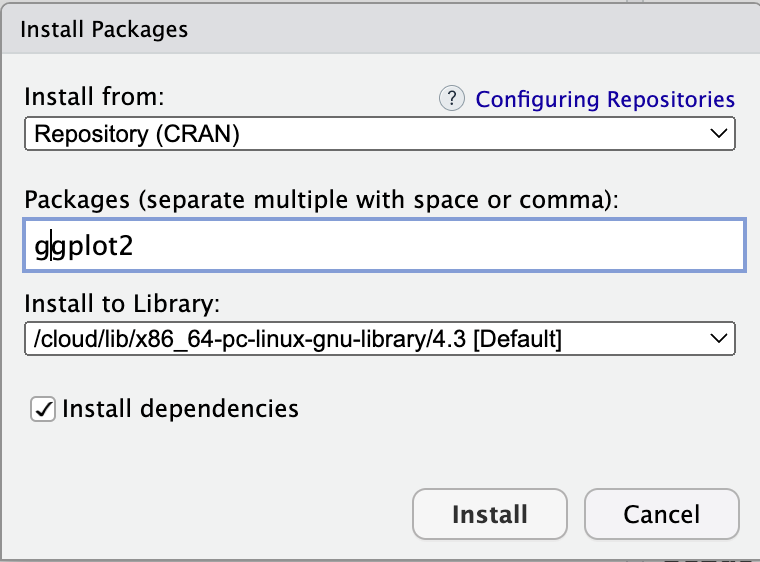 Install Packages
Install from:
? Configuring Repositories
Repository (CRAN)
Packages (separate multiple with space or comma):
ggplot2
Install to Library:
/cloud/lib/x86_64-pc-linux-gnu-library/4.3 [Default]
Install dependencies
Install
Cancel